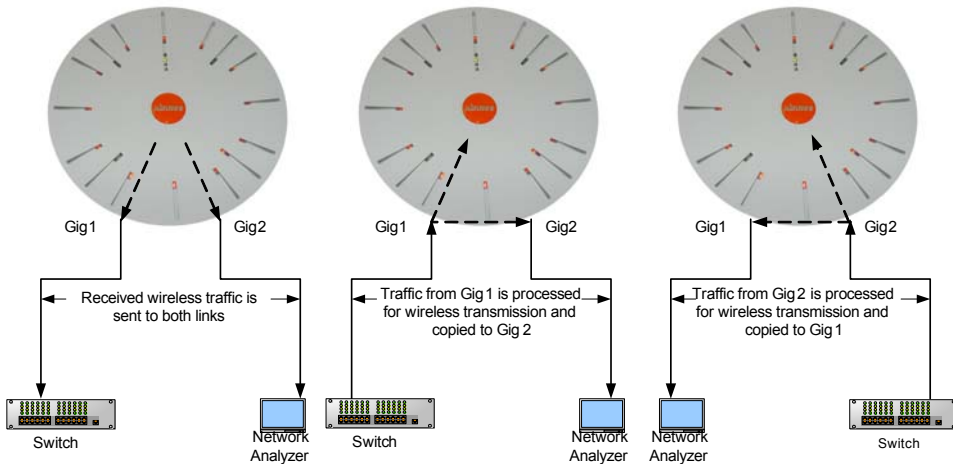 Gig1
Gig2
Received wireless traffic is
sent to both links
Switch
Network
Analyzer
Gig1
Gig2
Traffic from Gig1 is processed
for wireless transmission and
copied to Gig2
Switch
Network
Analyzer
Gig1
Gig2
Traffic from Gig2 is processed
for wireless transmission and
copied to Gig1
Network
Analyzer
Switch